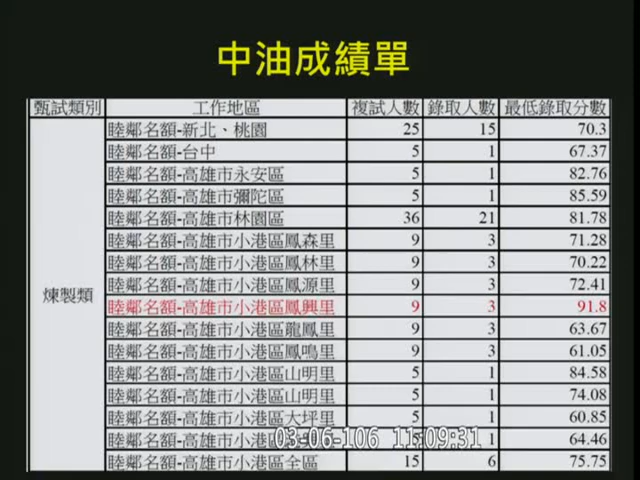 中油成績單
甄試類別 工作地區 複試人數 錄取人數 最低錄取分數
睦鄰名額-新北、桃園 25 15 70.3
睦鄰名額-台中 5 1 67.37
睦鄰名額-高雄市永安區 5 1 82.76
睦鄰名額-高雄市彌陀區 5 1 85.59
睦鄰名額-高雄市林園區 36 21 81.78
睦鄰名額-高雄市小港區鳳森里 9 3 71.28
睦鄰名額-高雄市小港區鳳林里 9 3 70.22
睦鄰名額-高雄市小港區鳳源里 9 3 72.41
煉製類
睦鄰名額-高雄市小港區鳳興里 9 3 91.8
睦鄰名額-高雄市小港區龍鳳里 9 3 63.67
睦鄰名額-高雄市小港區鳳鳴里 9 3 61.05
睦鄰名額-高雄市小港區山明里 5 1 84.58
睦鄰名額-高雄市小港區山明里 5 1 74.08
睦鄰名額-高雄市小港區大坪里 5 1 60.85
睦鄰名額-高雄市小港區 1 64.46
03-06-106 11:09:31
睦鄰名額-高雄市小港區全區 15 6 75.75